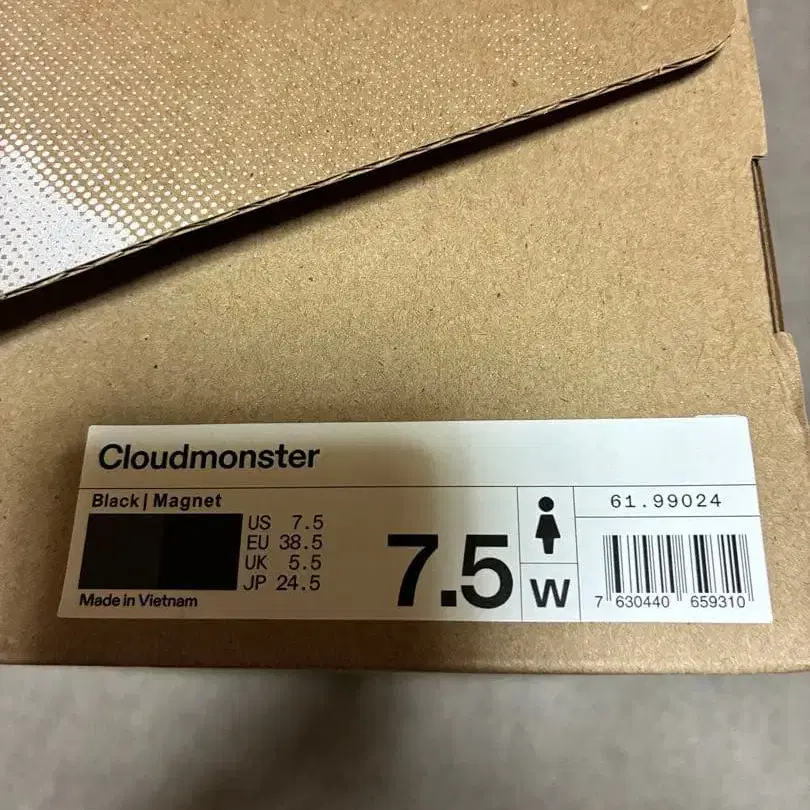 Cloudmonster
Black | Magnet
US 7.5
EU 38.5
UK 5.5
JP 24.5
Made in Vietnam
7.5
W
61.99024
7 630440 659310